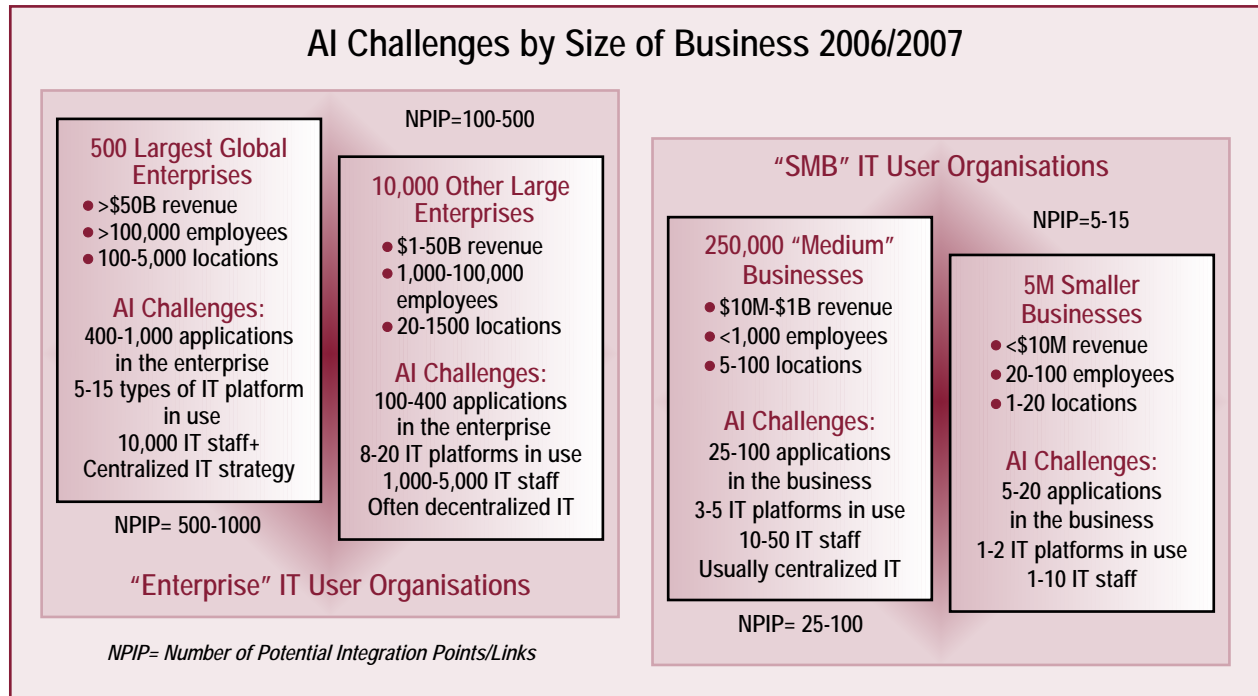 AI Challenges by Size of Business 2006/2007
500 Largest Global
Enterprises
● >$50B revenue
● >100,000 employees
● 100-5,000 locations
AI Challenges:
400-1,000 applications
in the enterprise
5-15 types of IT platform
in use
10,000 IT staff+
Centralized IT strategy
NPIP= 500-1000
NPIP=100-500
10,000 Other Large
Enterprises
● $1-50B revenue
● 1,000-100,000
employees
● 20-1500 locations
AI Challenges:
100-400 applications
in the enterprise
8-20 IT platforms in use
1,000-5,000 IT staff
Often decentralized IT
“Enterprise” IT User Organisations
“SMB” IT User Organisations
250,000 “Medium”
Businesses
● $10M-$1B revenue
● <1,000 employees
● 5-100 locations
AI Challenges:
25-100 applications
in the business
3-5 IT platforms in use
10-50 IT staff
Usually centralized IT
NPIP= 25-100
NPIP=5-15
5M Smaller
Businesses
● <$10M revenue
● 20-100 employees
● 1-20 locations
AI Challenges:
5-20 applications
in the business
1-2 IT platforms in use
1-10 IT staff
NPIP= Number of Potential Integration Points/Links